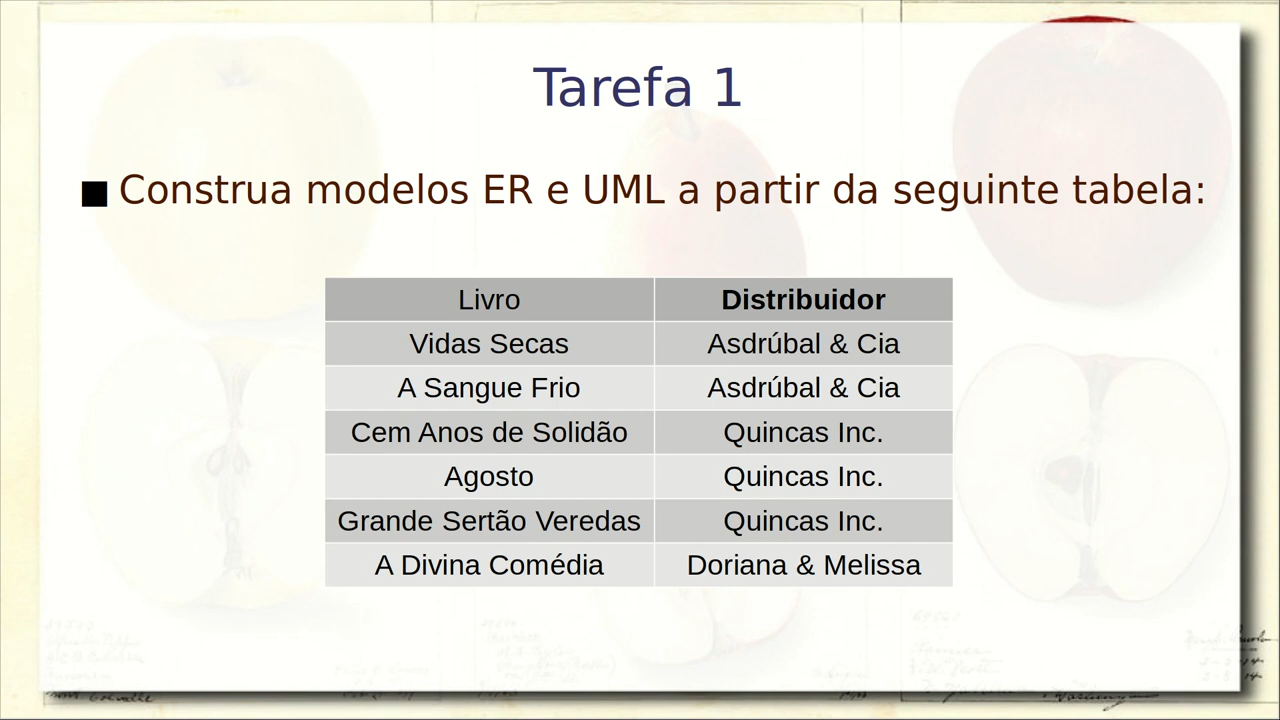 Tarefa 1
■ Construa modelos ER e UML a partir da seguinte tabela:
Livro Distribuidor
Vidas Secas Asdrúbal & Cia
A Sangue Frio Asdrúbal & Cia
Cem Anos de Solidão Quincas Inc.
Agosto Quincas Inc.
Grande Sertão Veredas Quincas Inc.
A Divina Comédia Doriana & Melissa